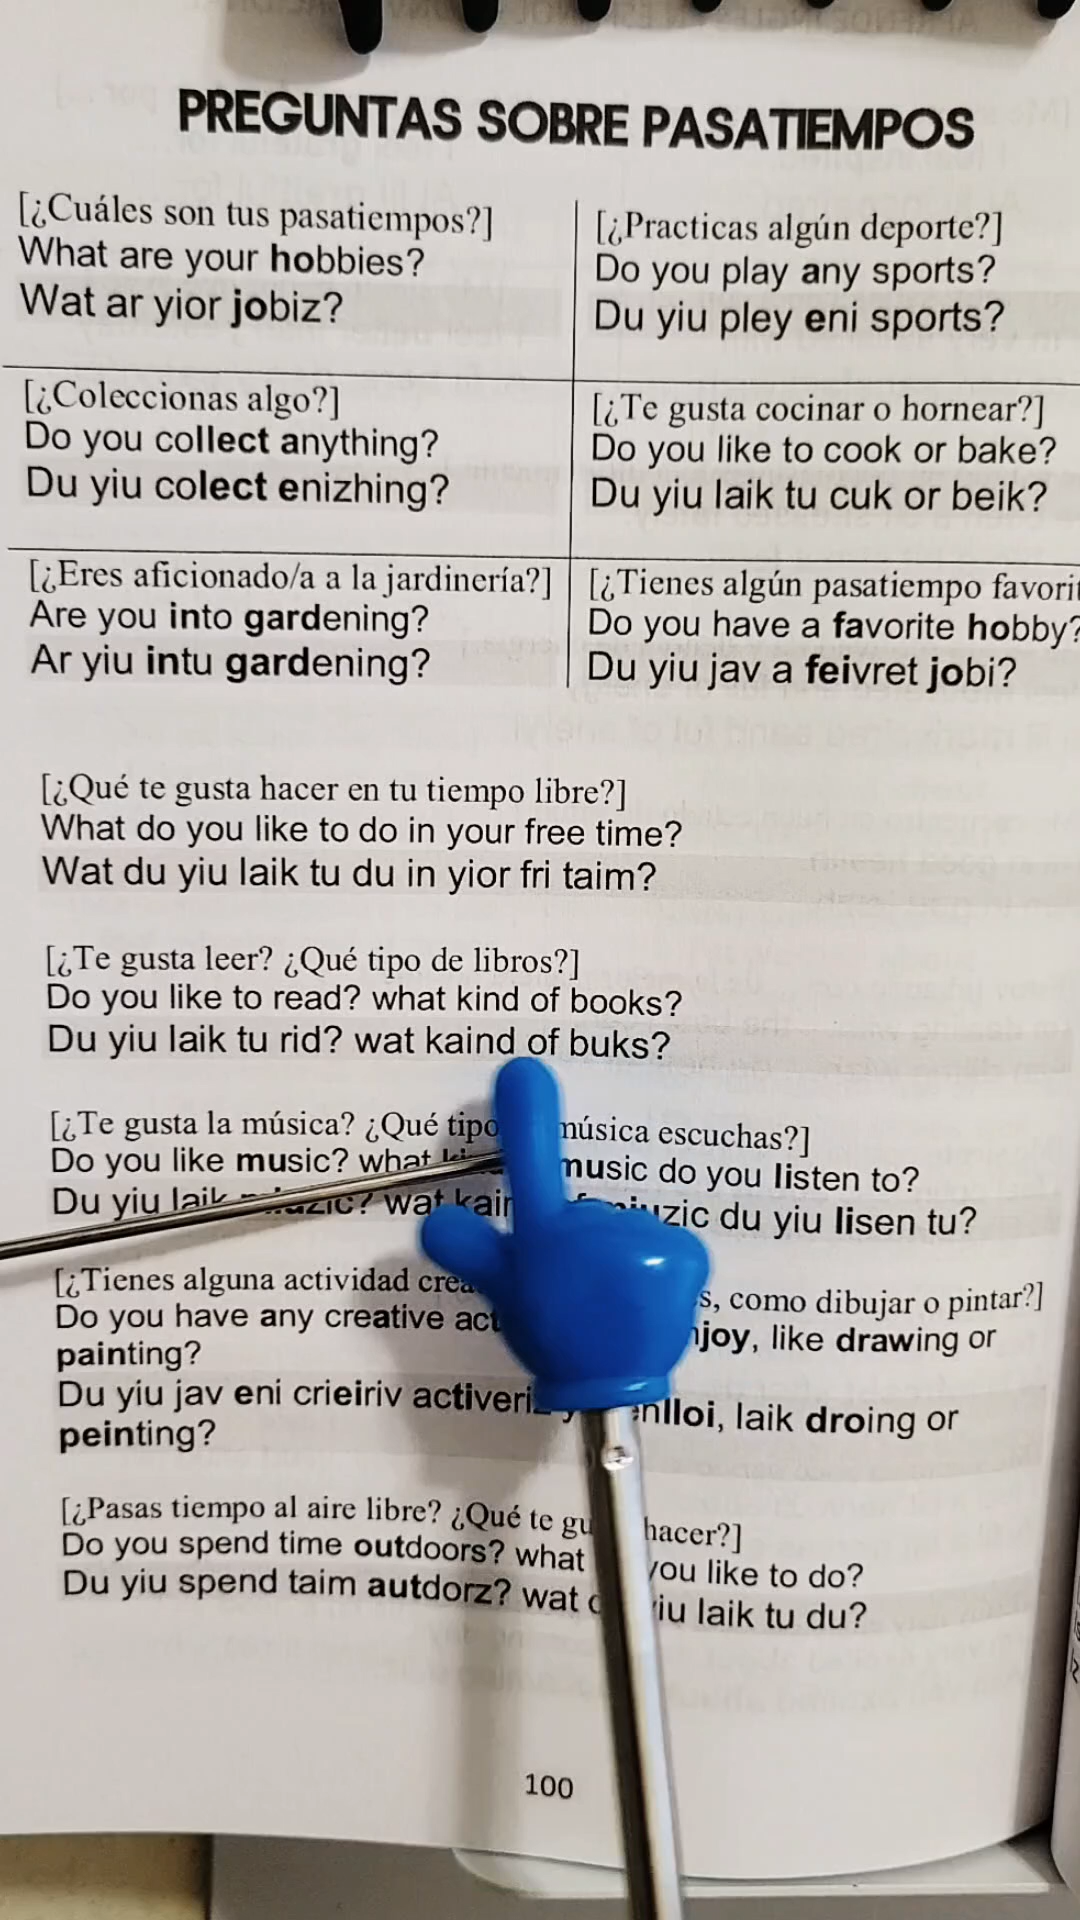 PREGUNTAS SOBRE PASATIEMPOS
[¿Cuáles son tus pasatiempos?]
What are your hobbies?
Wat ar yior jobiz?
[¿Practicas algún deporte?]
Do you play any sports?
Du yiu pley eni sports?
[¿Coleccionas algo?]
Do you collect anything?
Du yiu colect enizhing?
[¿Te gusta cocinar o hornear?]
Do you like to cook or bake?
Du yiu laik tu cuk or beik?
[¿Eres aficionado/a a la jardinería?]
Are you into gardening?
Ar yiu intu gardening?
[¿Tienes algún pasatiempo favorit
Do you have a favorite hobby?
Du yiu jav a feivret jobi?
[¿Qué te gusta hacer en tu tiempo libre?]
What do you like to do in your free time?
Wat du yiu laik tu du in yior fri taim?
[¿Te gusta leer? ¿Qué tipo de libros?]
Do you like to read? what kind of books?
Du yiu laik tu rid? wat kaind of buks?
[¿Te gusta la música? ¿Qué tipo música escuchas?]
Do you like music? what music do you listen to?
Du yiu laik wat du yiu lisen tu?
[¿Tienes alguna actividad como dibujar o pintar?]
Do you have any creative like drawing or
painting?
Du yiu jav eni crieiriv laik droing or
peinting?
[¿Pasas tiempo al aire libre? ¿Qué te hacer?]
Do you spend time outdoors? what you like to do?
Du yiu spend taim autdorz? wat yiu laik tu du?
100